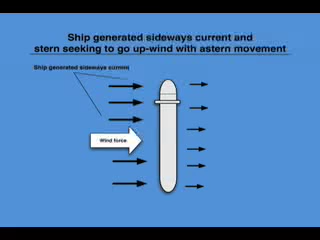 Ship generated sideways current and
stern seeking to go up-wind with astern movement
Ship generated sideways current
Wind force